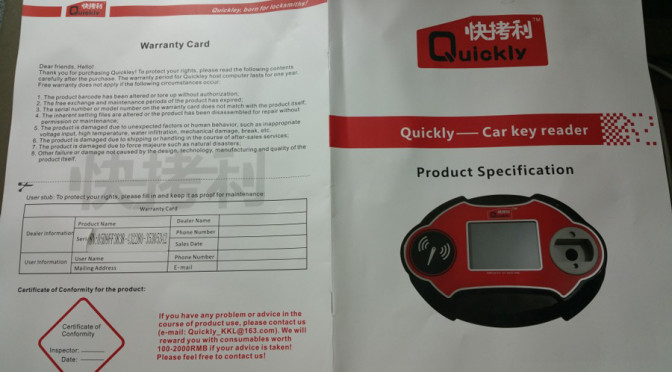 快拷利
Quickly
Quickley, born for locksmiths!
Warranty Card
Dear friends, Hello!
Thank you for purchasing Quickley! To protect your rights, please read the following contents
carefully after the purchase. The warranty period for Quickley host computer lasts for one year.
Free warranty does not apply if the following circumstances occur:
1. The product barcode has been altered or tore up without authorization;
2. The free exchange and maintenance periods of the product has expired;
3. The serial number or model number on the warranty card does not match with the product itself;
4. The inherent setting files are altered or the product has been disassembled for repair without
permission or maintenance;
5. The product is damaged due to unexpected factors or human behavior, such as inappropriate
voltage input, high temperature, water infiltration, mechanical damage, break, etc.
6. The product is damaged in shipping or handling in the course of after-sales services;
7. The product is damaged due to force majeure such as natural disasters;
8. Other failure or damage not caused by the design, technology, manufacturing and quality of the
product itself.
快拷利
User stub: To protect your rights, please fill in and keep it as proof for maintenance:
Warranty Card
Dealer Information
Product Name
Dealer Name
Phone Number
Sales Date
User Information
User Name
Phone Number
Mailing Address
E-mail
Certificate of Conformity for the product:
Certificate of
Conformity
Inspector:
Date:
If you have any problem or advice in the
course of product use, please contact us
(e-mail: Quickly_KKL@163.com). We will
reward you with consumables worth
100-2000RMB if your advice is taken!
Please feel free to contact us!
快拷利™
Quickly
Quickly — Car key reader
Product Specification
快拷利